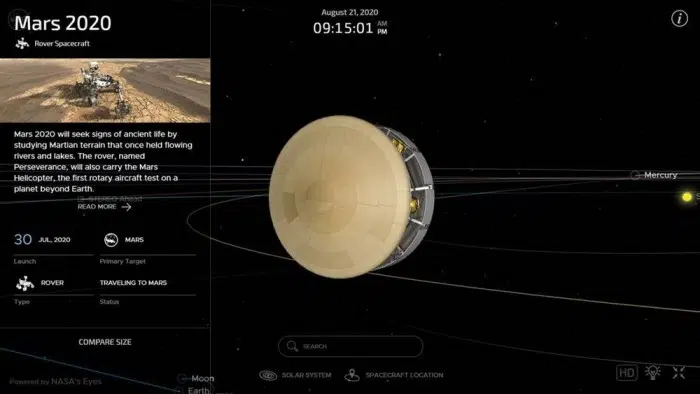 Mars 2020
Rover Spacecraft
Mars 2020 will seek signs of ancient life by
studying Martian terrain that once held flowing
rivers and lakes. The rover, named
Perseverance, will also carry the Mars
Helicopter, the first rotary aircraft test on a
planet beyond Earth.
STEREO Ahead
READ MORE
30 JUL, 2020
Launch
MARS
Primary Target
ROVER
Type
TRAVELING TO MARS
Status
COMPARE SIZE
Powered by NASA's Eyes
Moon
Earth
August 21, 2020
09:15:01 AM
PM
Mercury
SEARCH
SOLAR SYSTEM
SPACECRAFT LOCATION
HD
i